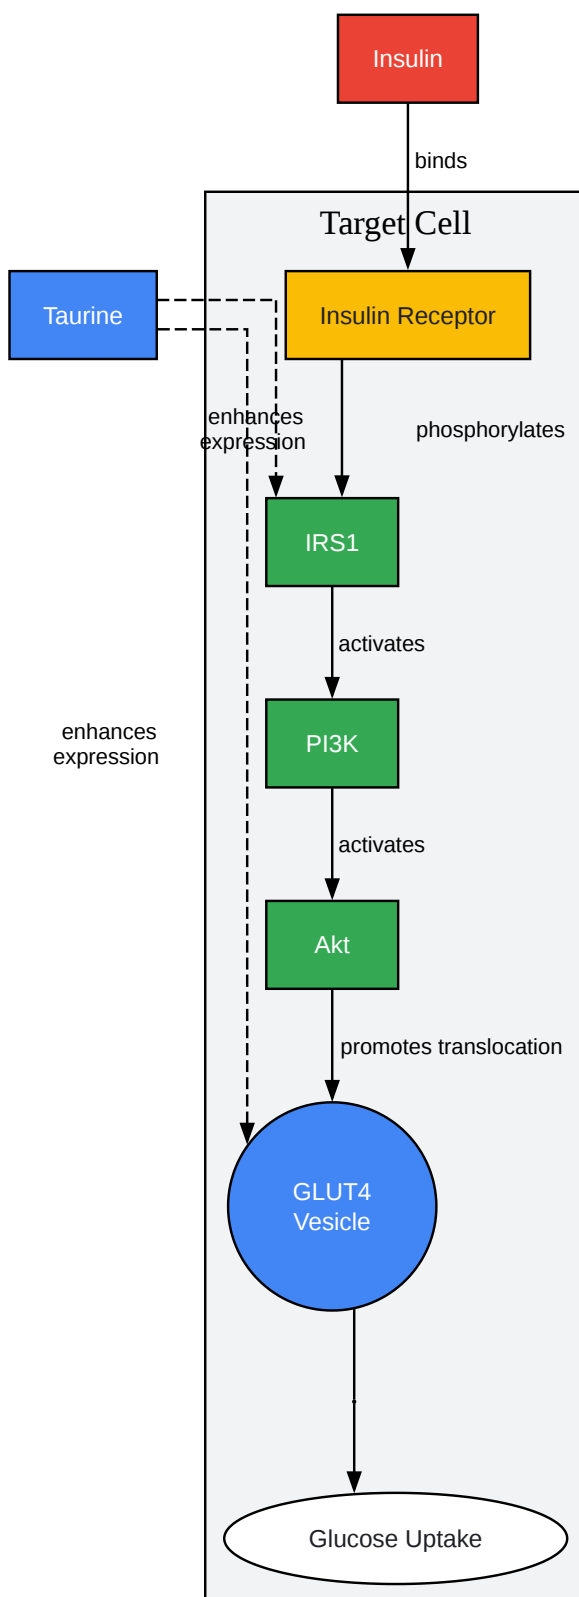 Insulin
binds
Target Cell
Taurine
Insulin Receptor
enhances
expression
phosphorylates
IRS1
activates
enhances
expression
PI3K
activates
Akt
promotes translocation
GLUT4
Vesicle
Glucose Uptake